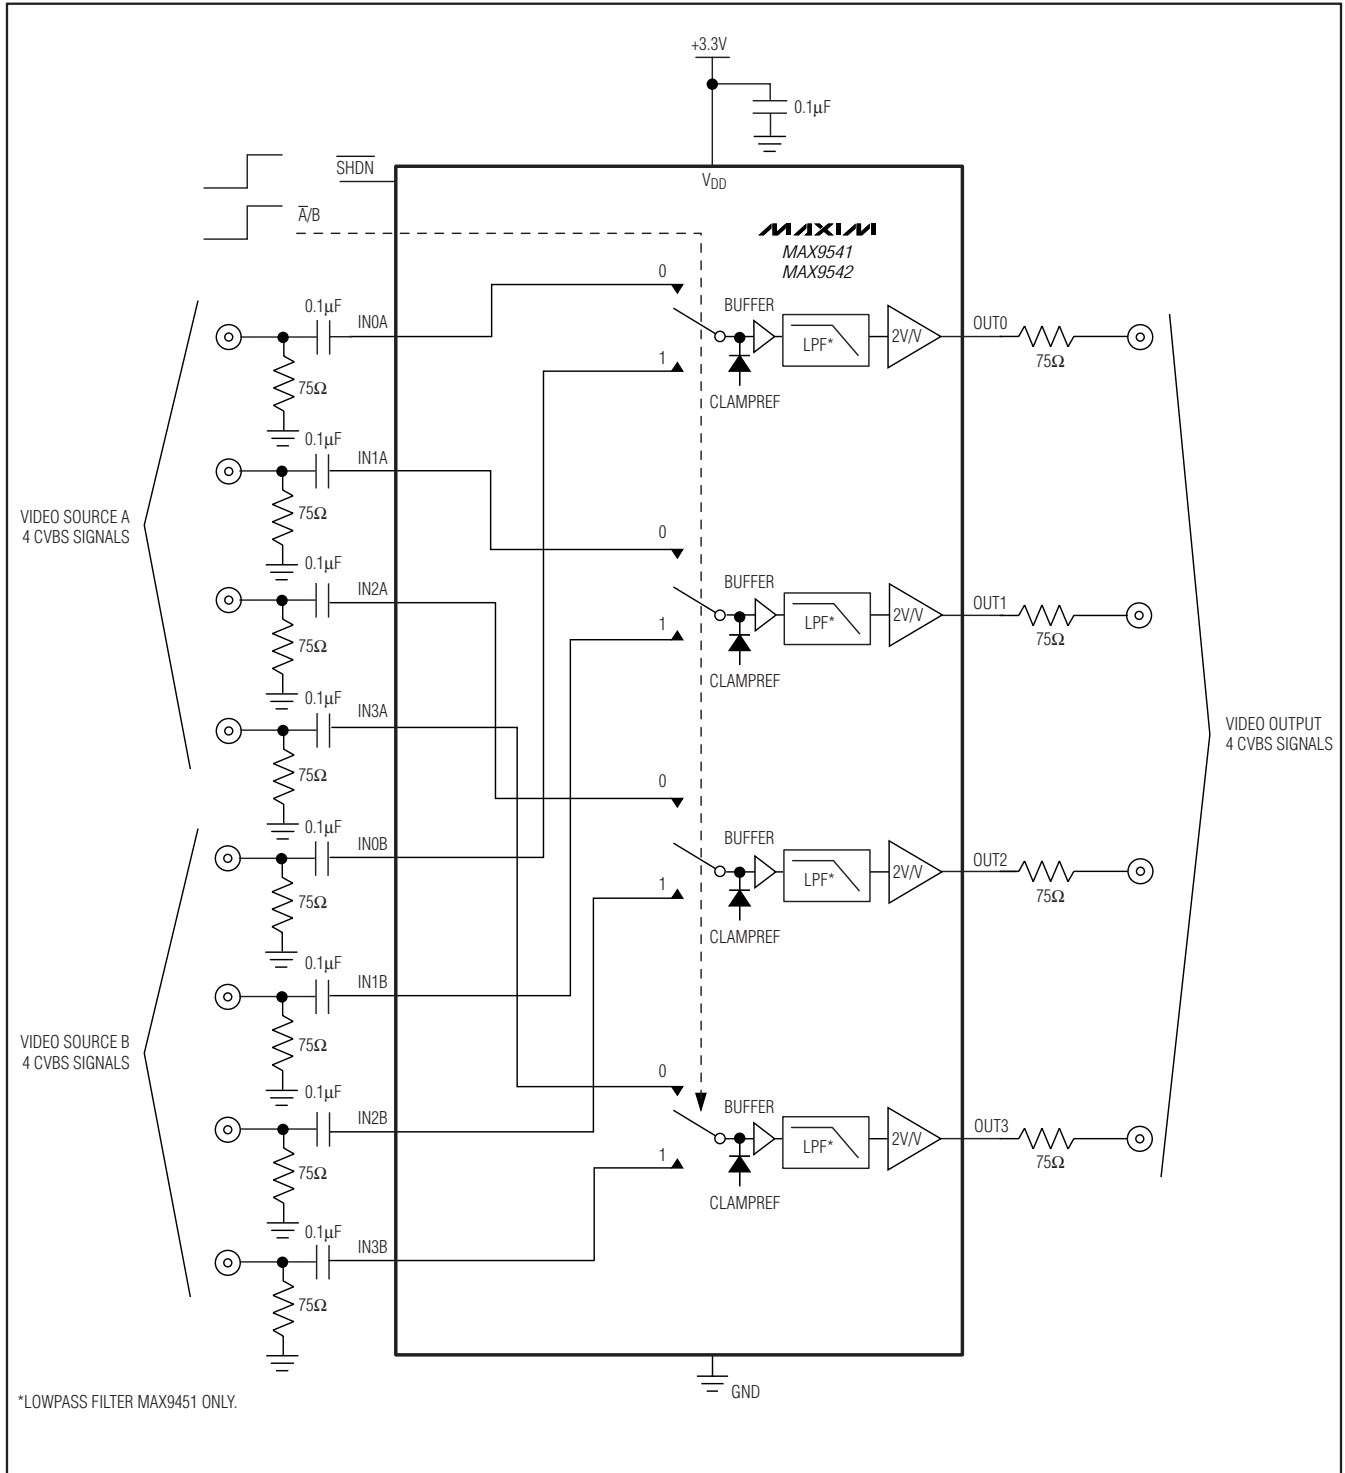 +3.3V
0.1µF
S̅H̅D̅N̅
V_DD
A̅/B
MAXIM
MAX9541
MAX9542
0
0.1µF
IN0A
BUFFER
LPF*
2V/V
OUT0
75Ω
1
75Ω
CLAMPREF
0.1µF
IN1A
75Ω
VIDEO SOURCE A
4 CVBS SIGNALS
0
0.1µF
IN2A
BUFFER
LPF*
2V/V
OUT1
75Ω
1
75Ω
CLAMPREF
0.1µF
IN3A
75Ω
VIDEO OUTPUT
4 CVBS SIGNALS
0
0.1µF
IN0B
BUFFER
LPF*
2V/V
OUT2
75Ω
1
75Ω
CLAMPREF
0.1µF
IN1B
75Ω
VIDEO SOURCE B
4 CVBS SIGNALS
0
0.1µF
IN2B
BUFFER
LPF*
2V/V
OUT3
75Ω
1
75Ω
CLAMPREF
0.1µF
IN3B
75Ω
GND
*LOWPASS FILTER MAX9451 ONLY.